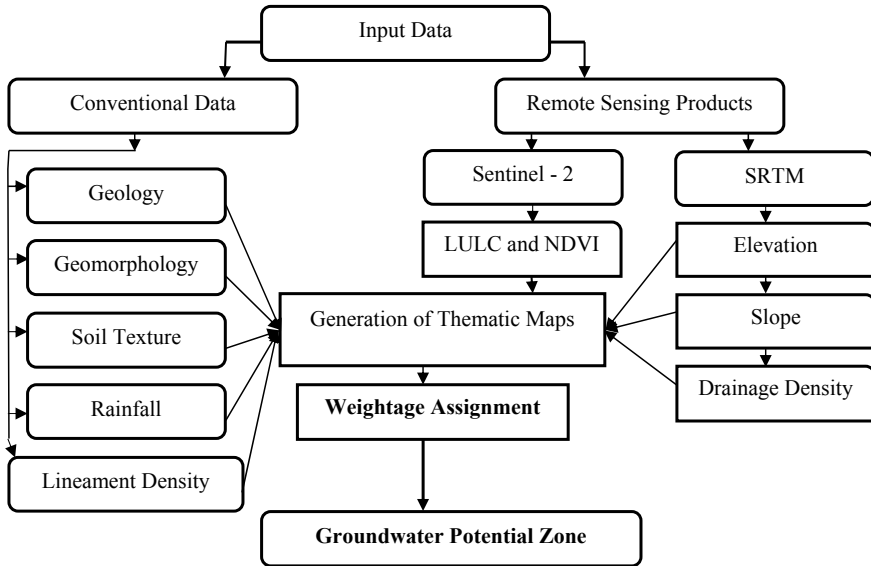 Input Data
Conventional Data
Remote Sensing Products
Sentinel - 2
SRTM
Geology
LULC and NDVI
Elevation
Geomorphology
Generation of Thematic Maps
Slope
Soil Texture
Drainage Density
Rainfall
Weightage Assignment
Lineament Density
Groundwater Potential Zone